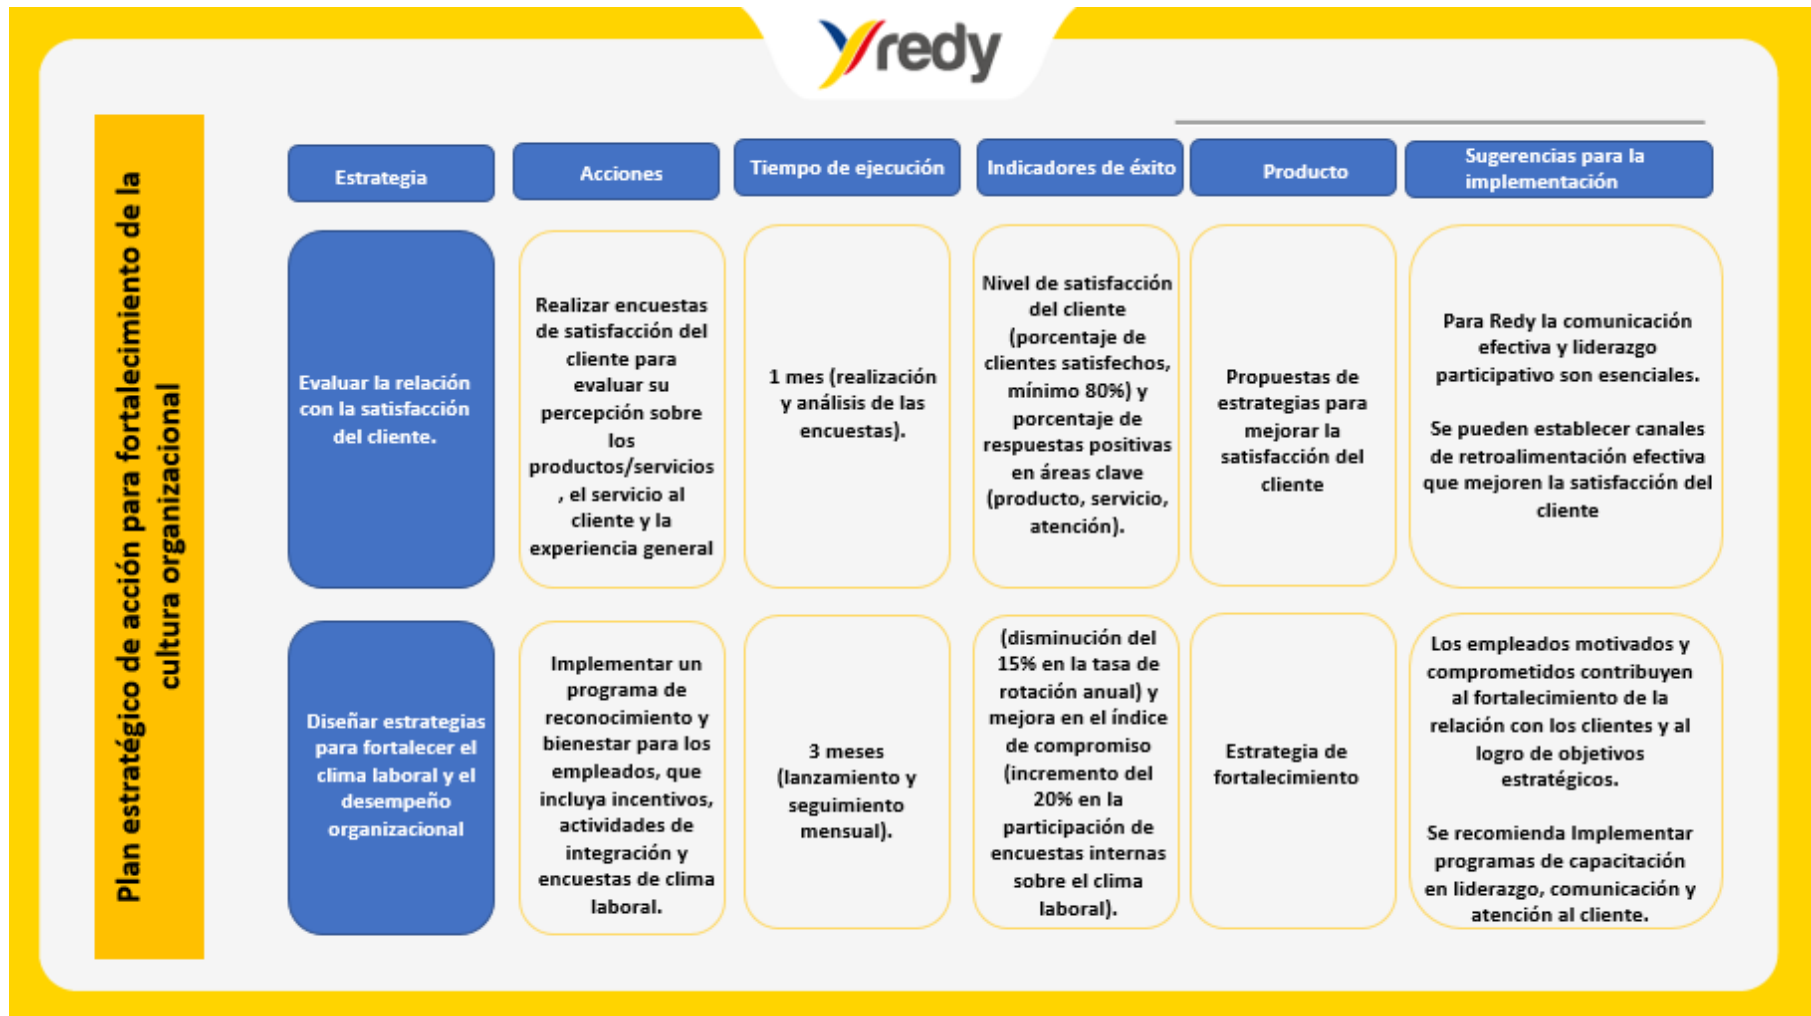 redy
Plan estratégico de acción para fortalecimiento de la
cultura organizacional
Estrategia
Acciones
Tiempo de ejecución
Indicadores de éxito
Producto
Sugerencias para la
implementación
Evaluar la relación
con la satisfacción
del cliente.
Realizar encuestas
de satisfacción del
cliente para
evaluar su
percepción sobre
los
productos/servicios
, el servicio al
cliente y la
experiencia general
1 mes (realización
y análisis de las
encuestas).
Nivel de satisfacción
del cliente
(porcentaje de
clientes satisfechos,
mínimo 80%) y
porcentaje de
respuestas positivas
en áreas clave
(producto, servicio,
atención).
Propuestas de
estrategias para
mejorar la
satisfacción del
cliente
Para Redy la comunicación
efectiva y liderazgo
participativo son esenciales.
Se pueden establecer canales
de retroalimentación efectiva
que mejoren la satisfacción del
cliente
Diseñar estrategias
para fortalecer el
clima laboral y el
desempeño
organizacional
Implementar un
programa de
reconocimiento y
bienestar para los
empleados, que
incluya incentivos,
actividades de
integración y
encuestas de clima
laboral.
3 meses
(lanzamiento y
seguimiento
mensual).
(disminución del
15% en la tasa de
rotación anual) y
mejora en el índice
de compromiso
(incremento del
20% en la
participación de
encuestas internas
sobre el clima
laboral).
Estrategia de
fortalecimiento
Los empleados motivados y
comprometidos contribuyen
al fortalecimiento de la
relación con los clientes y al
logro de objetivos
estratégicos.
Se recomienda Implementar
programas de capacitación
en liderazgo, comunicación y
atención al cliente.